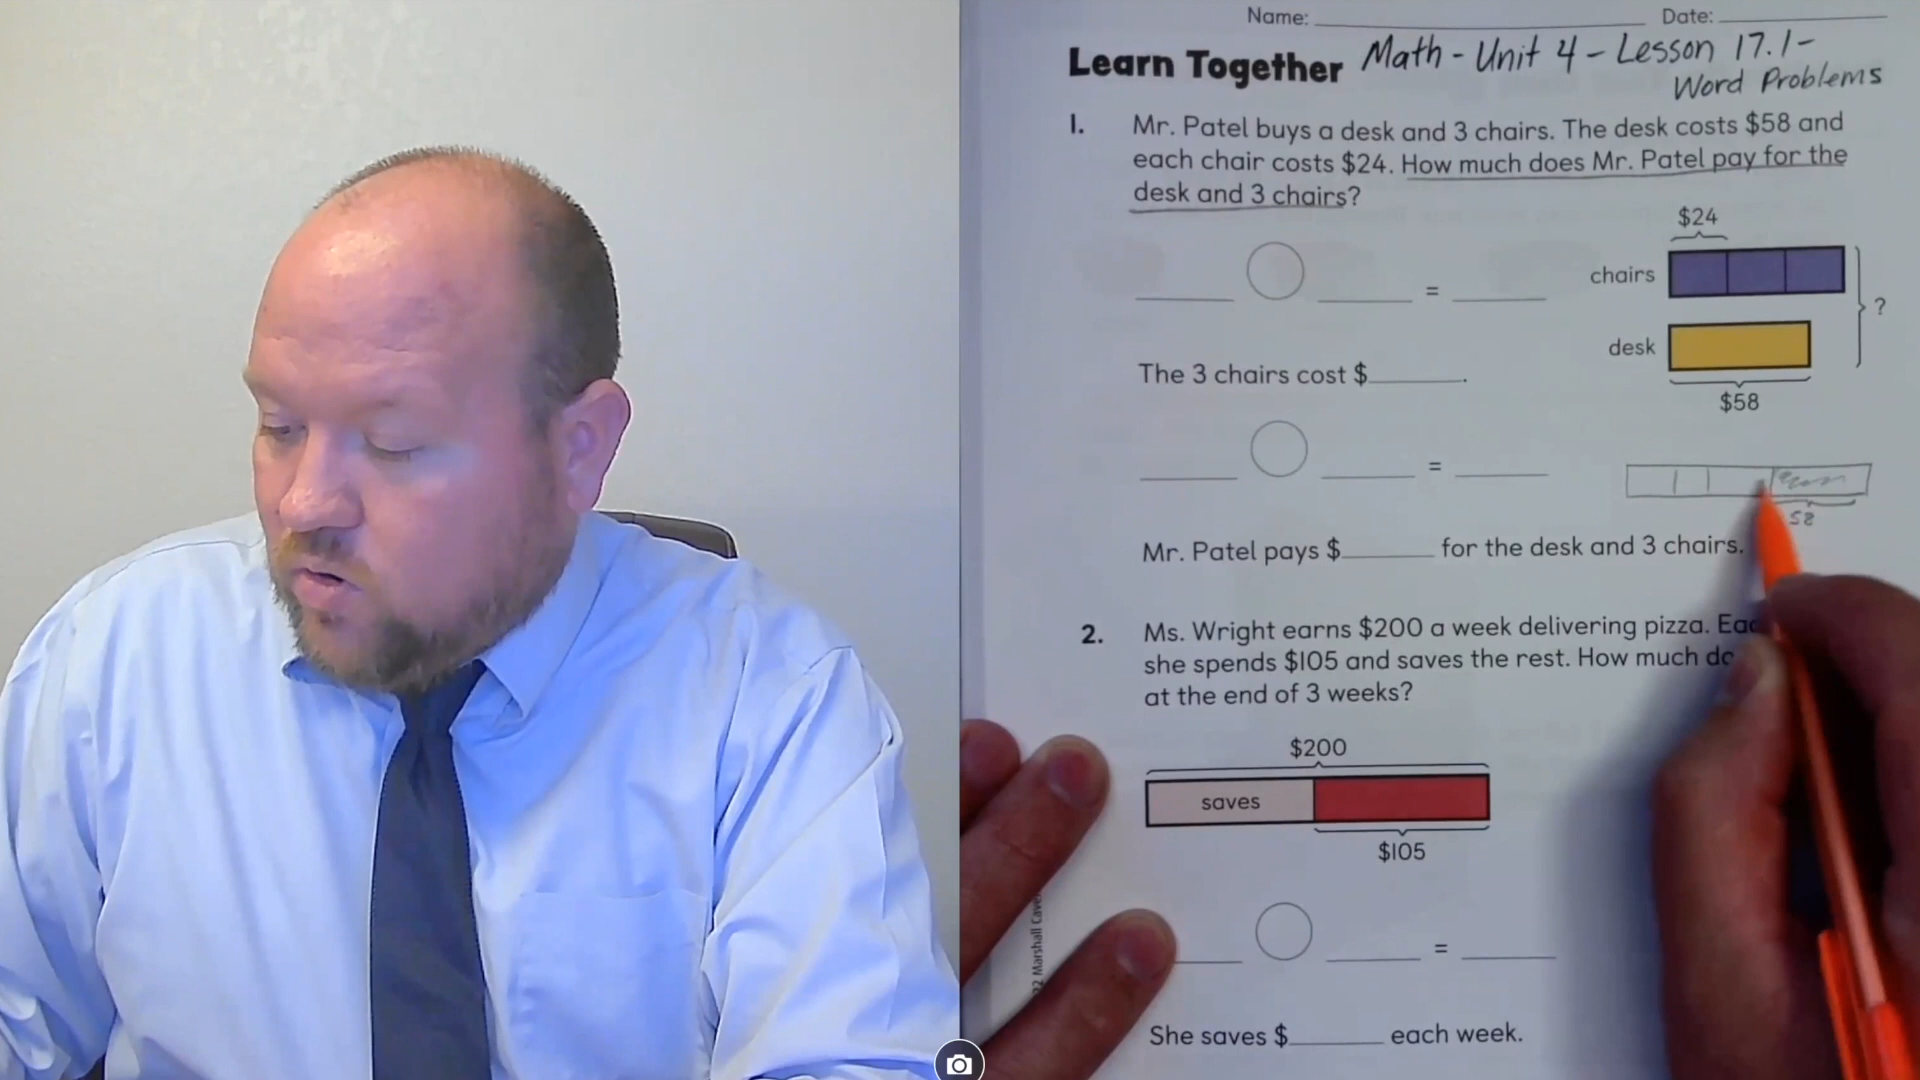 Name: Date:
Learn Together Math - Unit 4 - Lesson 17.1 -
Word Problems
1. Mr. Patel buys a desk and 3 chairs. The desk costs $58 and
each chair costs $24. How much does Mr. Patel pay for the
desk and 3 chairs?
$24
chairs
=
?
desk
The 3 chairs cost $ .
$58
=
58
Mr. Patel pays $ for the desk and 3 chairs.
2. Ms. Wright earns $200 a week delivering pizza.
she spends $105 and saves the rest. How much
at the end of 3 weeks?
$200
saves
$105
=
Marshall
She saves $ each week.